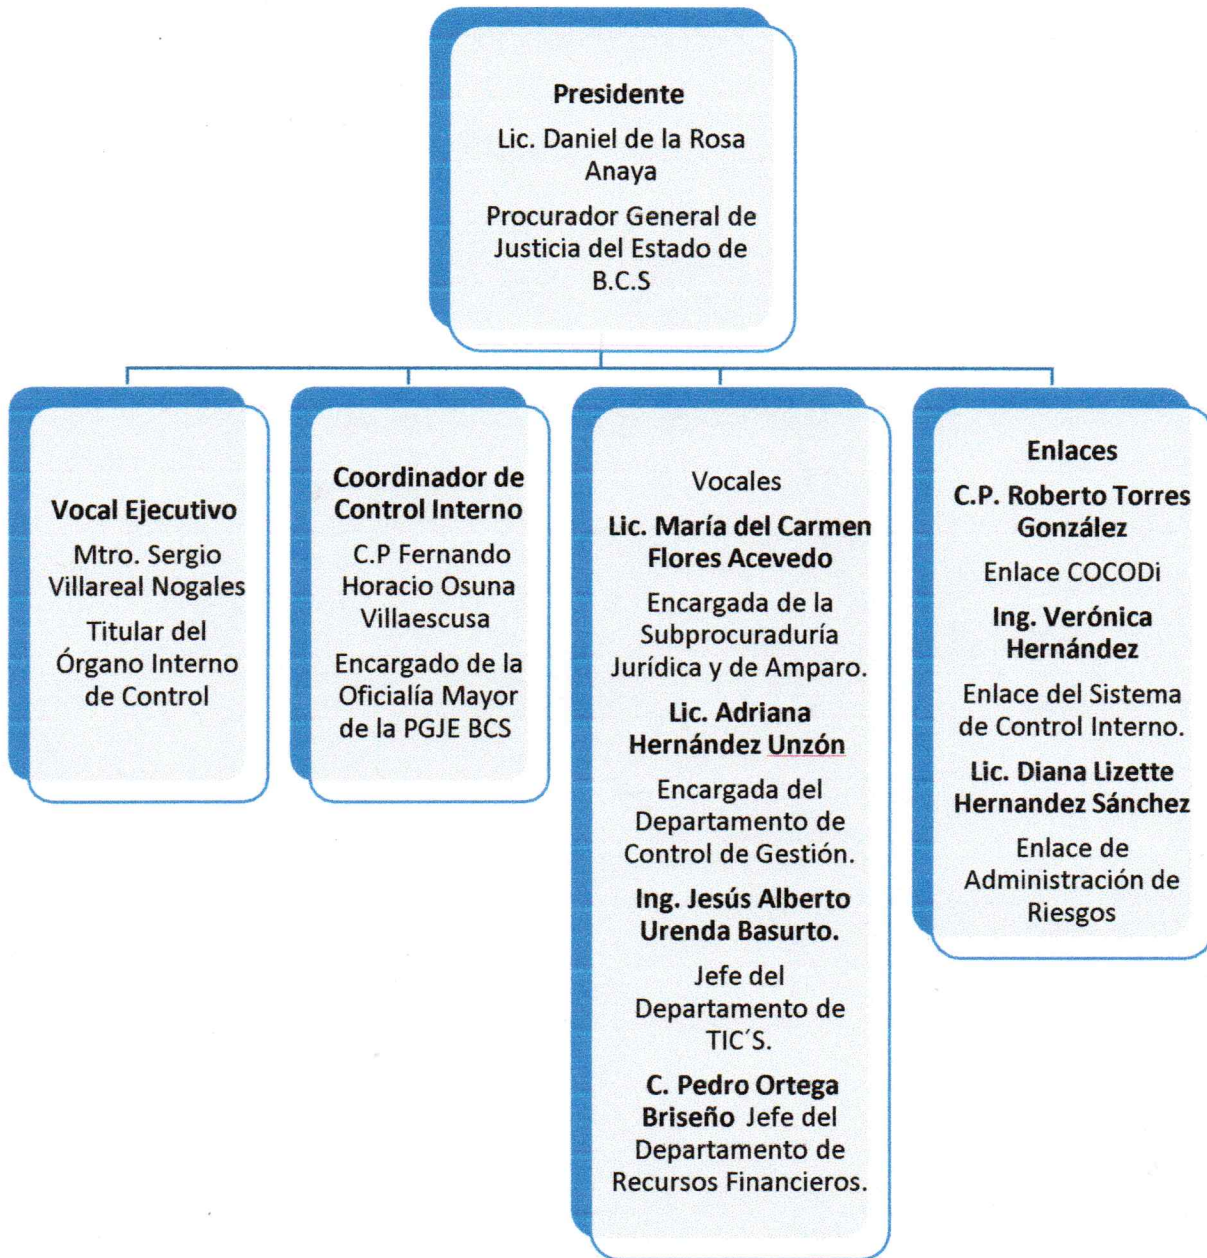 Presidente
Lic. Daniel de la Rosa
Anaya
Procurador General de
Justicia del Estado de
B.C.S
Vocal Ejecutivo
Mtro. Sergio
Villareal Nogales
Titular del
Órgano Interno
de Control
Coordinador de
Control Interno
C.P Fernando
Horacio Osuna
Villaescusa
Encargado de la
Oficialía Mayor
de la PGJE BCS
Vocales
Lic. María del Carmen
Flores Acevedo
Encargada de la
Subprocuraduría
Jurídica y de Amparo.
Lic. Adriana
Hernández Unzón
Encargada del
Departamento de
Control de Gestión.
Ing. Jesús Alberto
Urenda Basurto.
Jefe del
Departamento de
TIC´S.
C. Pedro Ortega
Briseño Jefe del
Departamento de
Recursos Financieros.
Enlaces
C.P. Roberto Torres
González
Enlace COCODi
Ing. Verónica
Hernández
Enlace del Sistema
de Control Interno.
Lic. Diana Lizette
Hernandez Sánchez
Enlace de
Administración de
Riesgos